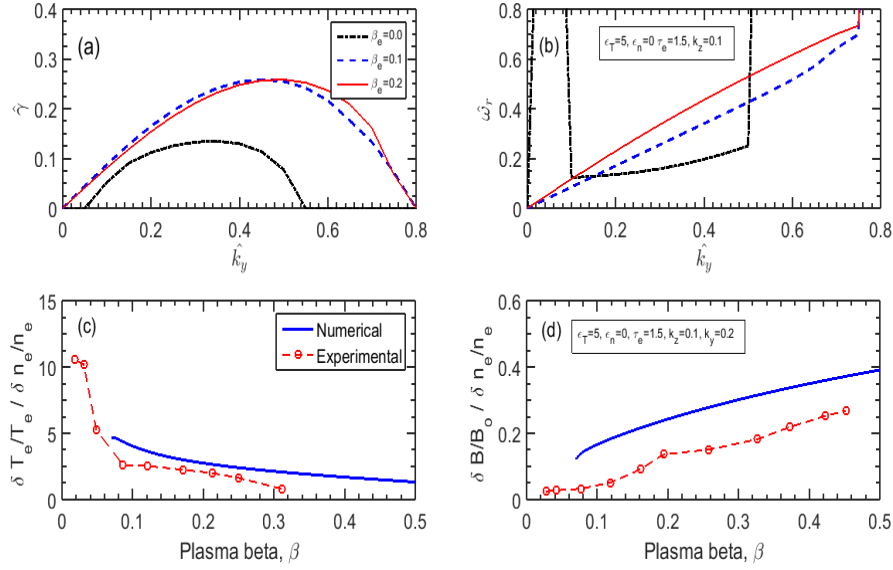 0.4
0.3
0.2
0.1
0
(a)
β_e=0.0
β_e=0.1
β_e=0.2
γ̂
0 0.2 0.4 0.6 0.8
k̂_y
0.8
0.6
0.4
0.2
0
(b)
ϵ_T=5, ϵ_n=0 τ_e=1.5, k_z=0.1
ω̂_r
0 0.2 0.4 0.6 0.8
k̂_y
15
10
5
0
(c)
Numerical
Experimental
δ T_e/T_e / δ n_e/n_e
0 0.1 0.2 0.3 0.4 0.5
Plasma beta, β
0.6
0.4
0.2
0
(d)
ϵ_T=5, ϵ_n=0, τ_e=1.5, k_z=0.1, k_y=0.2
δ B/B_o / δ n_e/n_e
0 0.1 0.2 0.3 0.4 0.5
Plasma beta, β